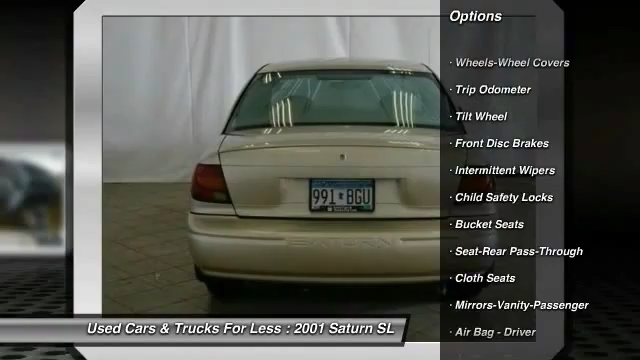 Options
· Wheels-Wheel Covers
· Trip Odometer
· Tilt Wheel
· Front Disc Brakes
· Intermittent Wipers
· Child Safety Locks
· Bucket Seats
· Seat-Rear Pass-Through
· Cloth Seats
· Mirrors-Vanity-Passenger
· Air Bag - Driver
991*BGU
SATURN
Used Cars & Trucks For Less : 2001 Saturn SL